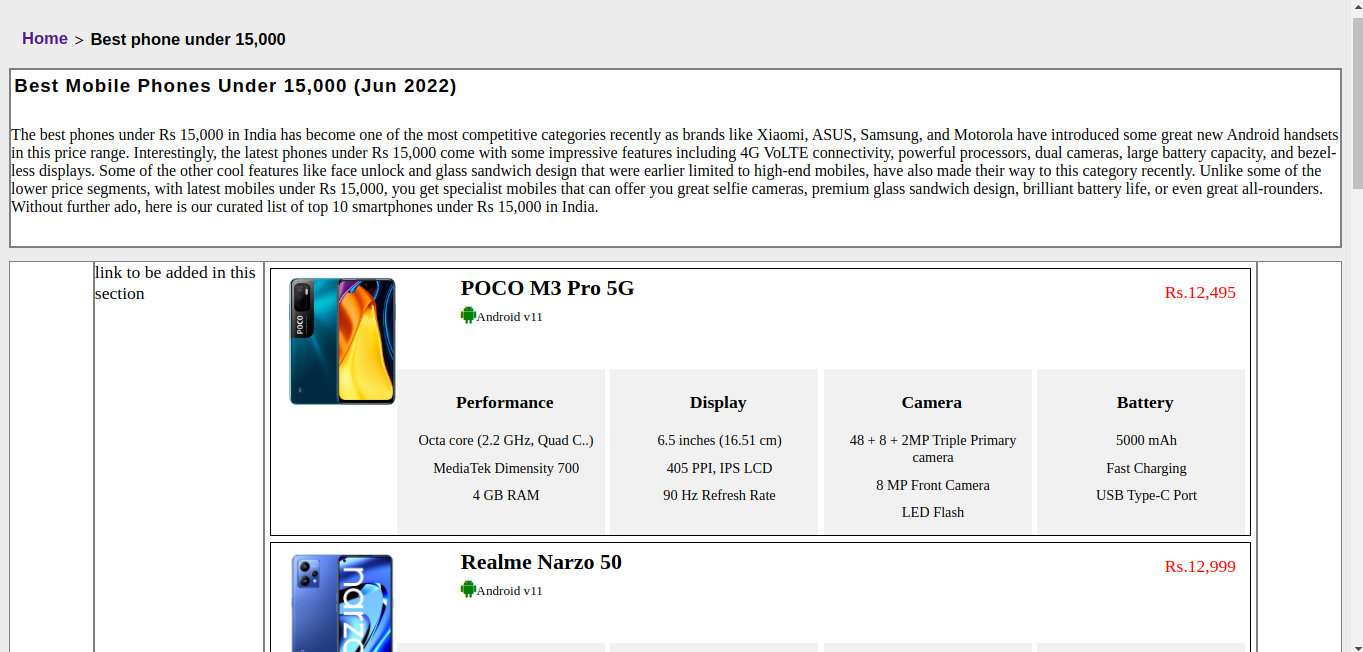 Home > Best phone under 15,000
Best Mobile Phones Under 15,000 (Jun 2022)
The best phones under Rs 15,000 in India has become one of the most competitive categories recently as brands like Xiaomi, ASUS, Samsung, and Motorola have introduced some great new Android handsets
in this price range. Interestingly, the latest phones under Rs 15,000 come with some impressive features including 4G VoLTE connectivity, powerful processors, dual cameras, large battery capacity, and bezel-
less displays. Some of the other cool features like face unlock and glass sandwich design that were earlier limited to high-end mobiles, have also made their way to this category recently. Unlike some of the
lower price segments, with latest mobiles under Rs 15,000, you get specialist mobiles that can offer you great selfie cameras, premium glass sandwich design, brilliant battery life, or even great all-rounders.
Without further ado, here is our curated list of top 10 smartphones under Rs 15,000 in India.
link to be added in this
section
POCO
POCO M3 Pro 5G
Rs.12,495
Android v11
Performance
Octa core (2.2 GHz, Quad C..)
MediaTek Dimensity 700
4 GB RAM
Display
6.5 inches (16.51 cm)
405 PPI, IPS LCD
90 Hz Refresh Rate
Camera
48 + 8 + 2MP Triple Primary
camera
8 MP Front Camera
LED Flash
Battery
5000 mAh
Fast Charging
USB Type-C Port
narzo
Realme Narzo 50
Rs.12,999
Android v11